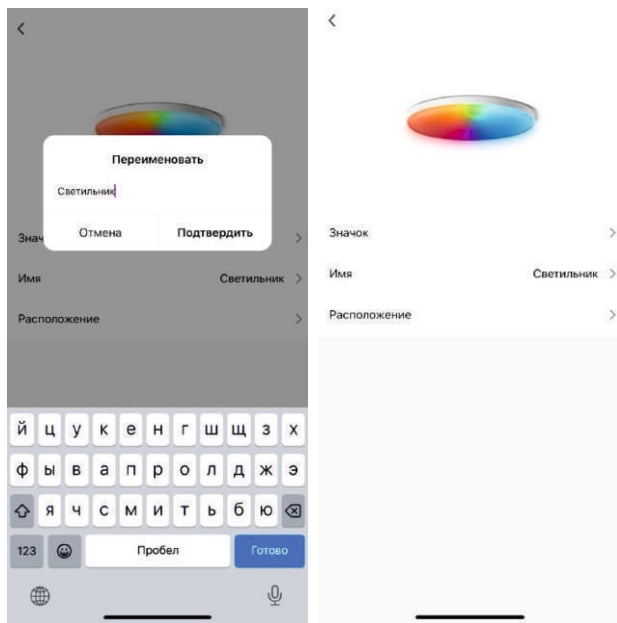 Переименовать
Светильник
Отмена Подтвердить
Знач
Имя Светильник
Расположение
й ц у к е н г ш щ з х
ф ы в а п р о л д ж э
я ч с м и т ь б ю
123 Пробел Готово
Значок
Имя Светильник
Расположение